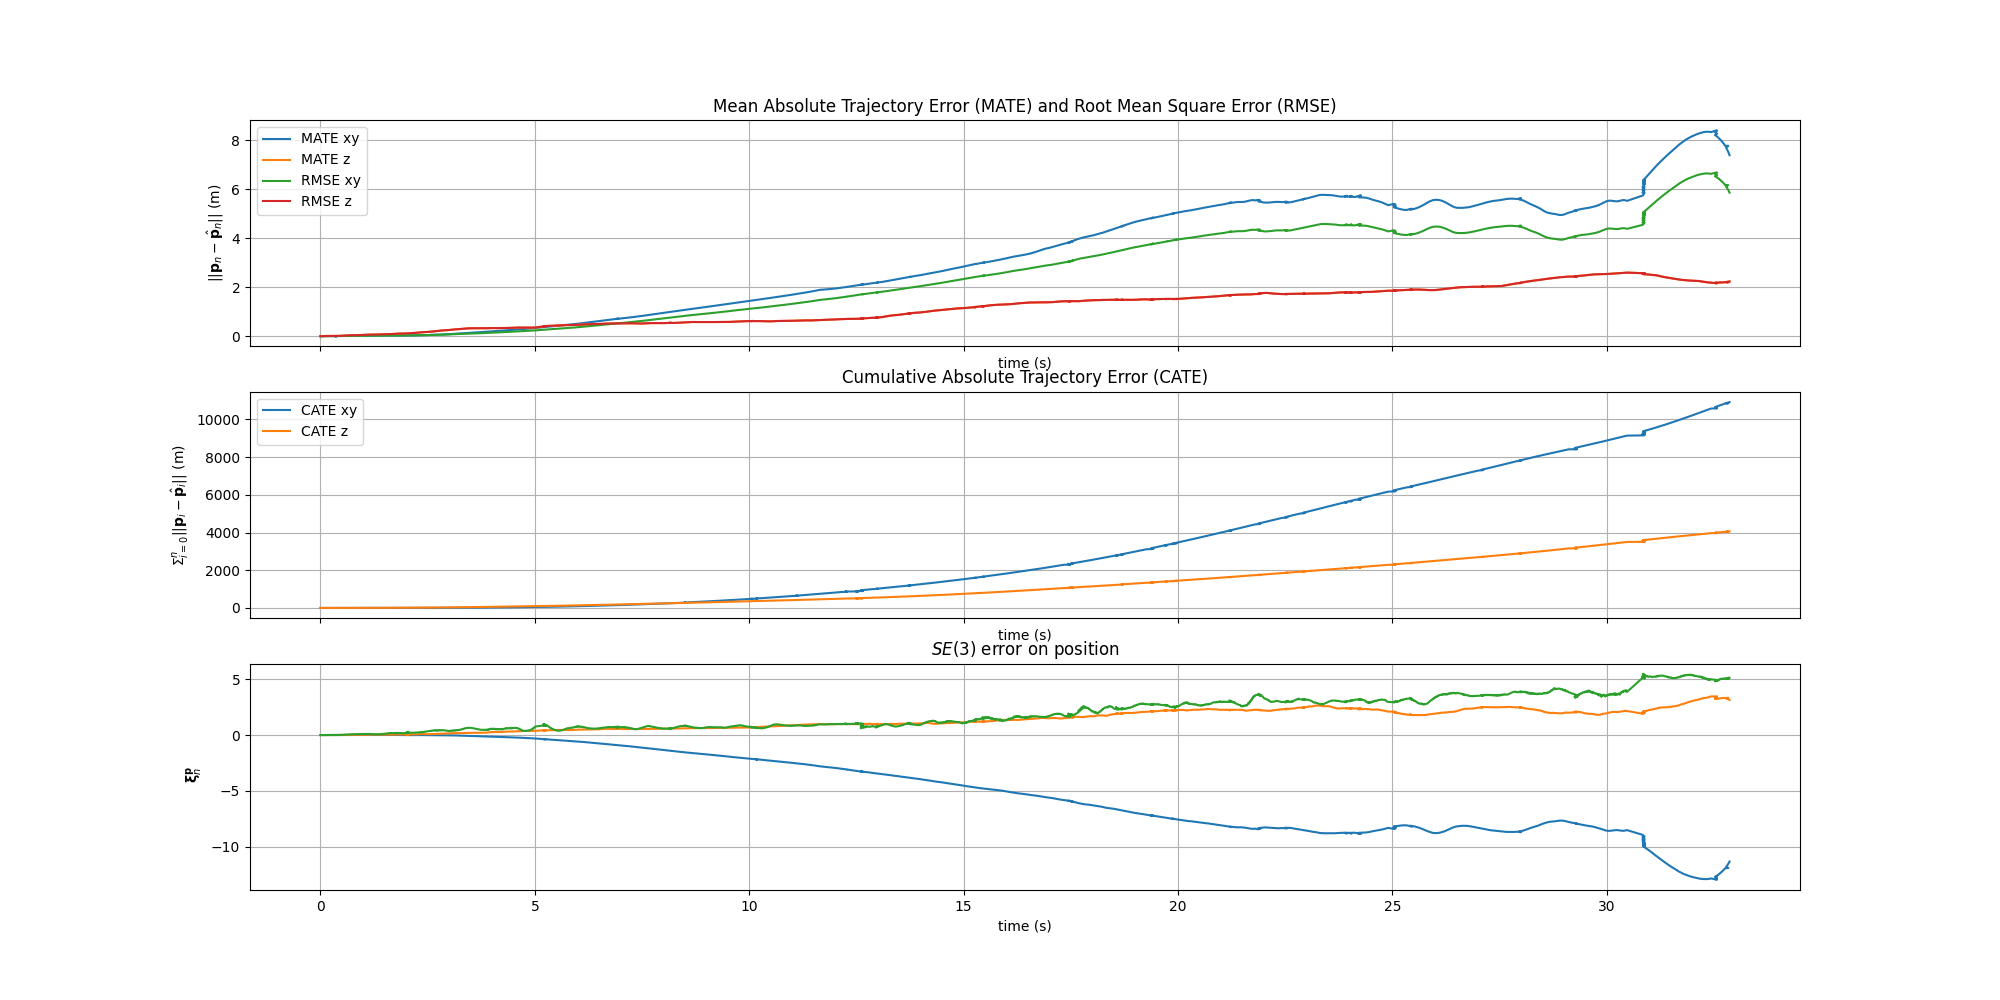 Mean Absolute Trajectory Error (MATE) and Root Mean Square Error (RMSE)
||𝐩ₙ − 𝐩̂ₙ|| (m)
8
6
4
2
0
MATE xy
MATE z
RMSE xy
RMSE z
time (s)
Cumulative Absolute Trajectory Error (CATE)
Σⁿᵢ₌₀||𝐩ᵢ − 𝐩̂ᵢ|| (m)
10000
8000
6000
4000
2000
0
CATE xy
CATE z
time (s)
SE(3) error on position
𝛏ₙᵖ
5
0
−5
−10
0 5 10 15 20 25 30
time (s)